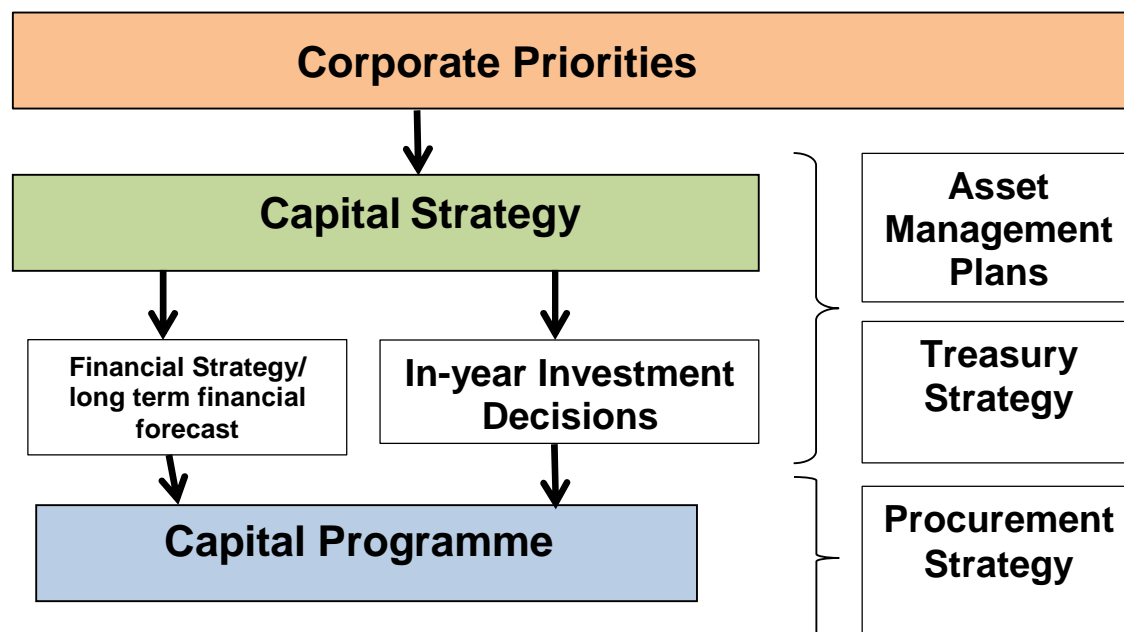 Corporate Priorities
Capital Strategy
Asset
Management
Plans
Financial Strategy/
long term financial
forecast
In-year Investment
Decisions
Treasury
Strategy
Capital Programme
Procurement
Strategy